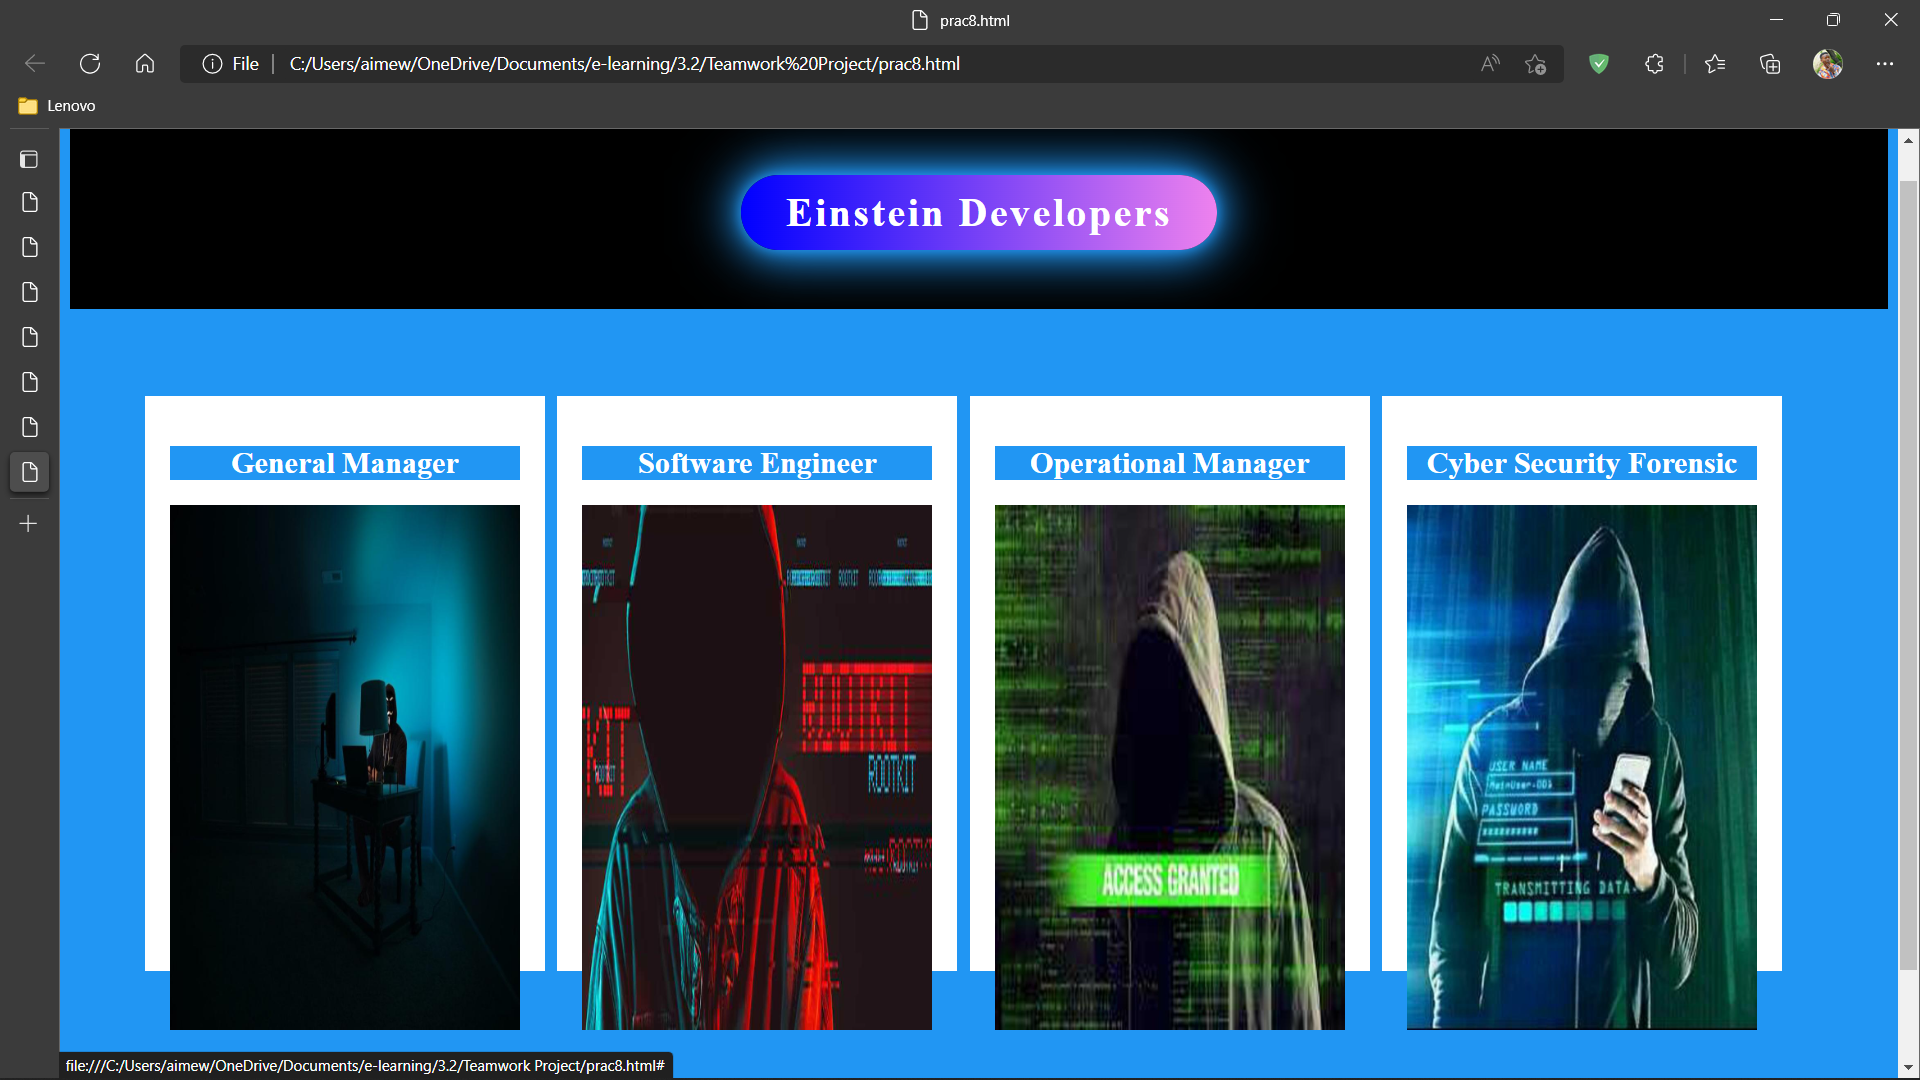 prac8.html
File
C:/Users/aimew/OneDrive/Documents/e-learning/3.2/Teamwork%20Project/prac8.html
Lenovo
Einstein Developers
General Manager
Software Engineer
Operational Manager
Cyber Security Forensic
ROOTKIT
ROOTKIT
ACCESS GRANTED
USER NAME
PASSWORD
TRANSMITTING DATA
file:///C:/Users/aimew/OneDrive/Documents/e-learning/3.2/Teamwork Project/prac8.html#